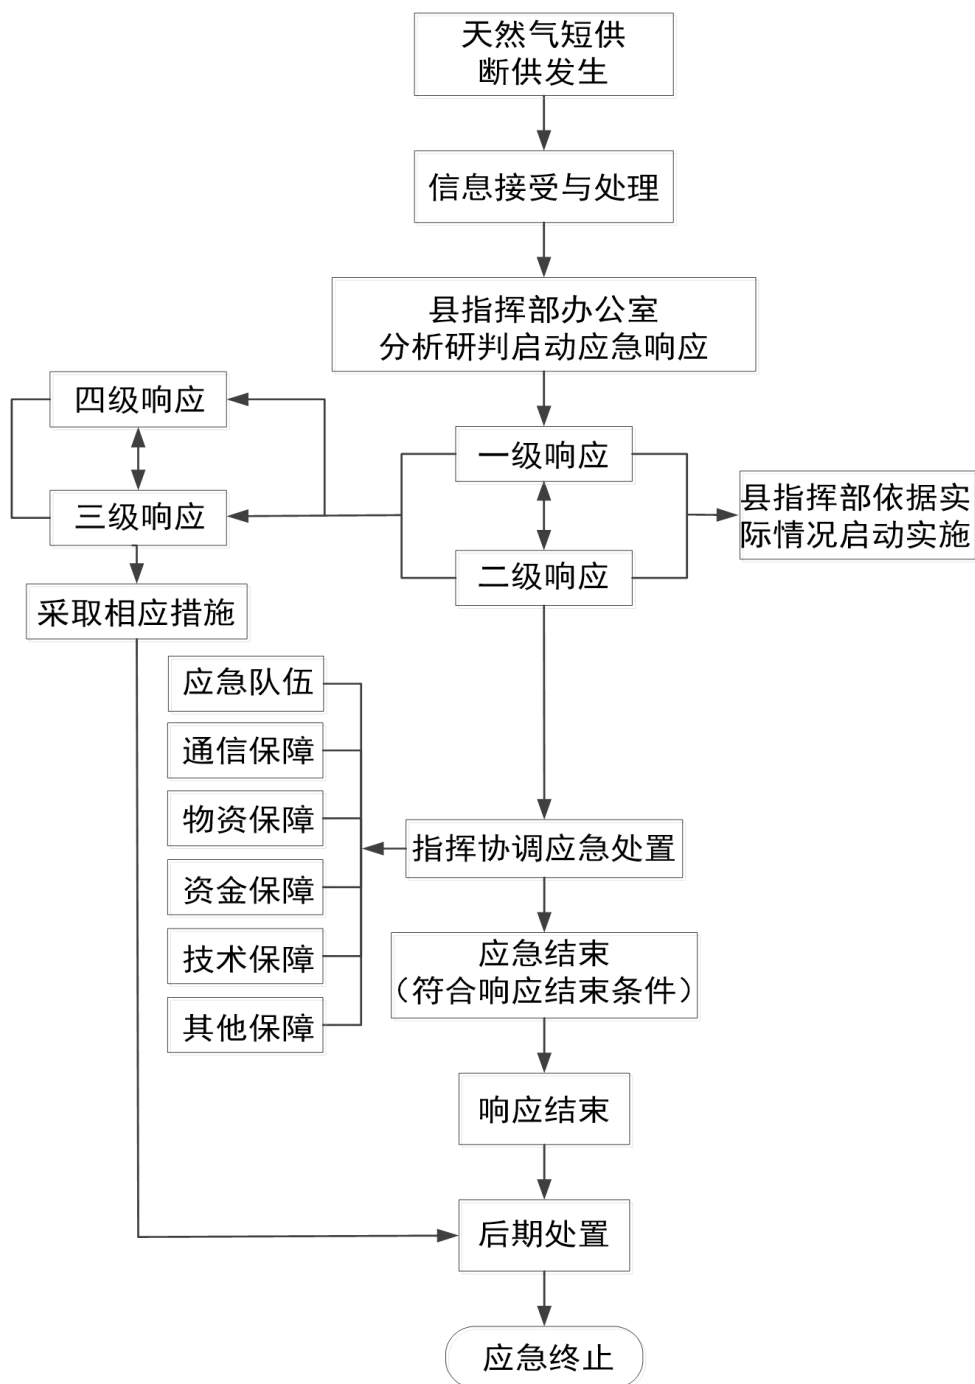 天然气短供
断供发生
信息接受与处理
县指挥部办公室
分析研判启动应急响应
四级响应
一级响应
三级响应
县指挥部依据实
际情况启动实施
二级响应
采取相应措施
应急队伍
通信保障
物资保障
指挥协调应急处置
资金保障
技术保障
其他保障
应急结束
（符合响应结束条件）
响应结束
后期处置
应急终止